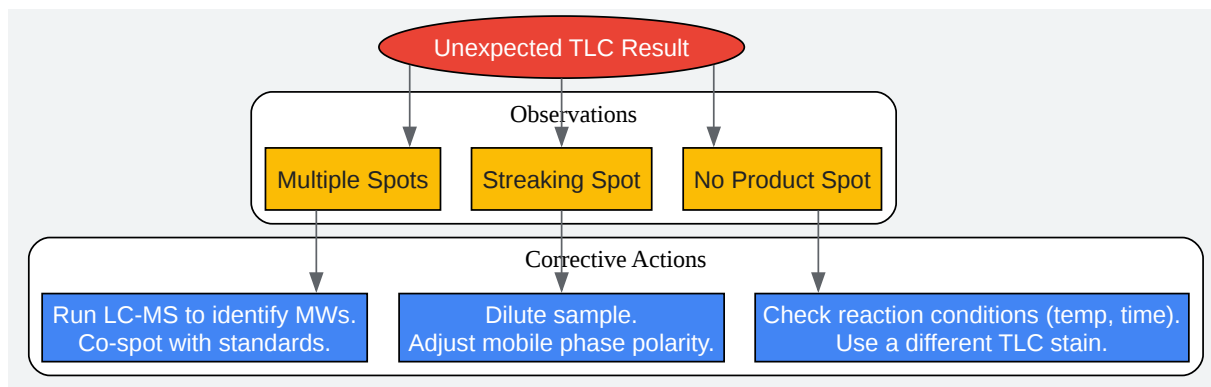 Unexpected TLC Result
Observations
Multiple Spots
Streaking Spot
No Product Spot
Corrective Actions
Run LC-MS to identify MWs.
Co-spot with standards.
Dilute sample.
Adjust mobile phase polarity.
Check reaction conditions (temp, time).
Use a different TLC stain.